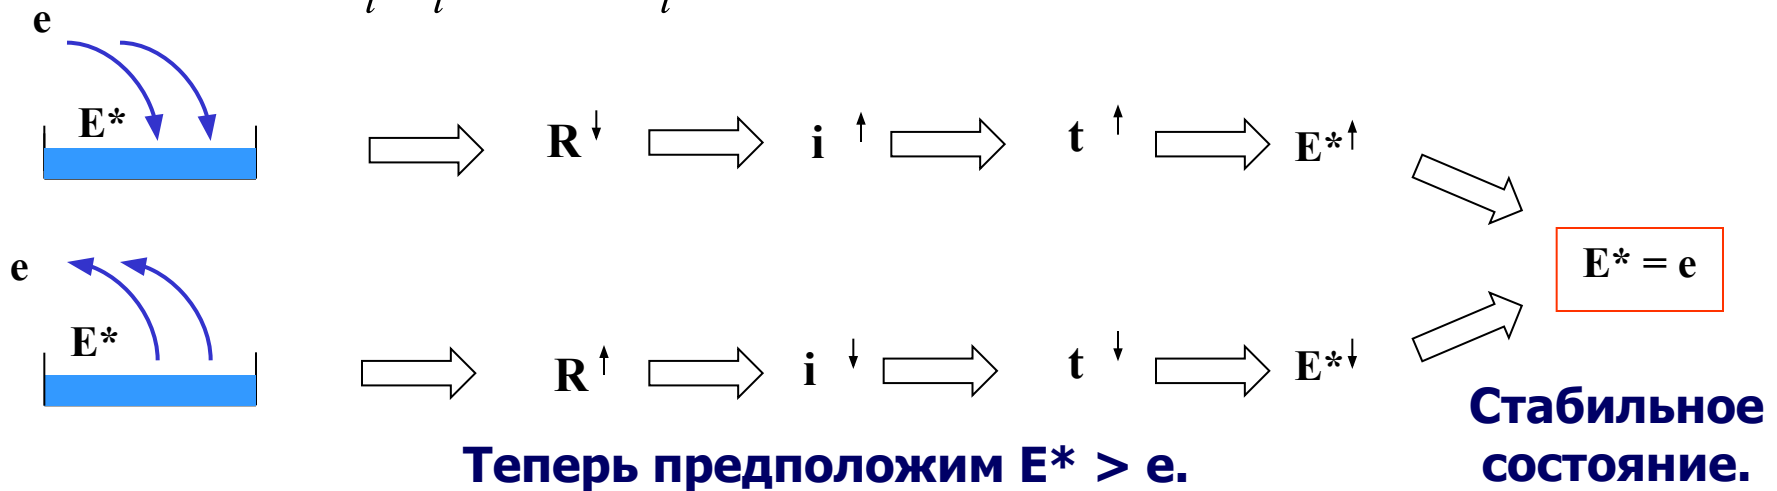 l l l
e
E*
R i t E*
e
E* = e
E*
R i t E*
Стабильное
состояние.
Теперь предположим E* > e.